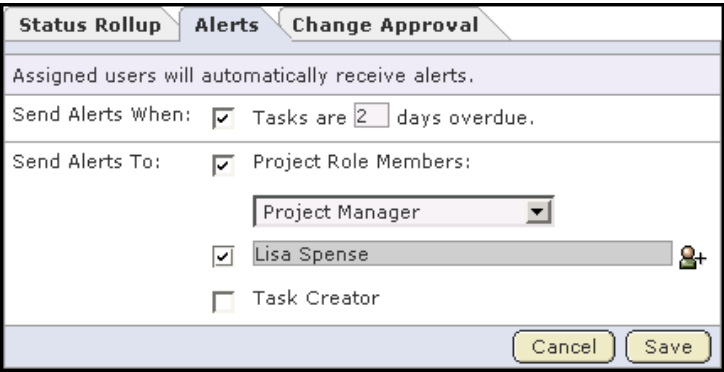 Status Rollup Alerts Change Approval
Assigned users will automatically receive alerts.
Send Alerts When: Tasks are 2 days overdue.
Send Alerts To: Project Role Members:
Project Manager
Lisa Spense
Task Creator
Cancel Save